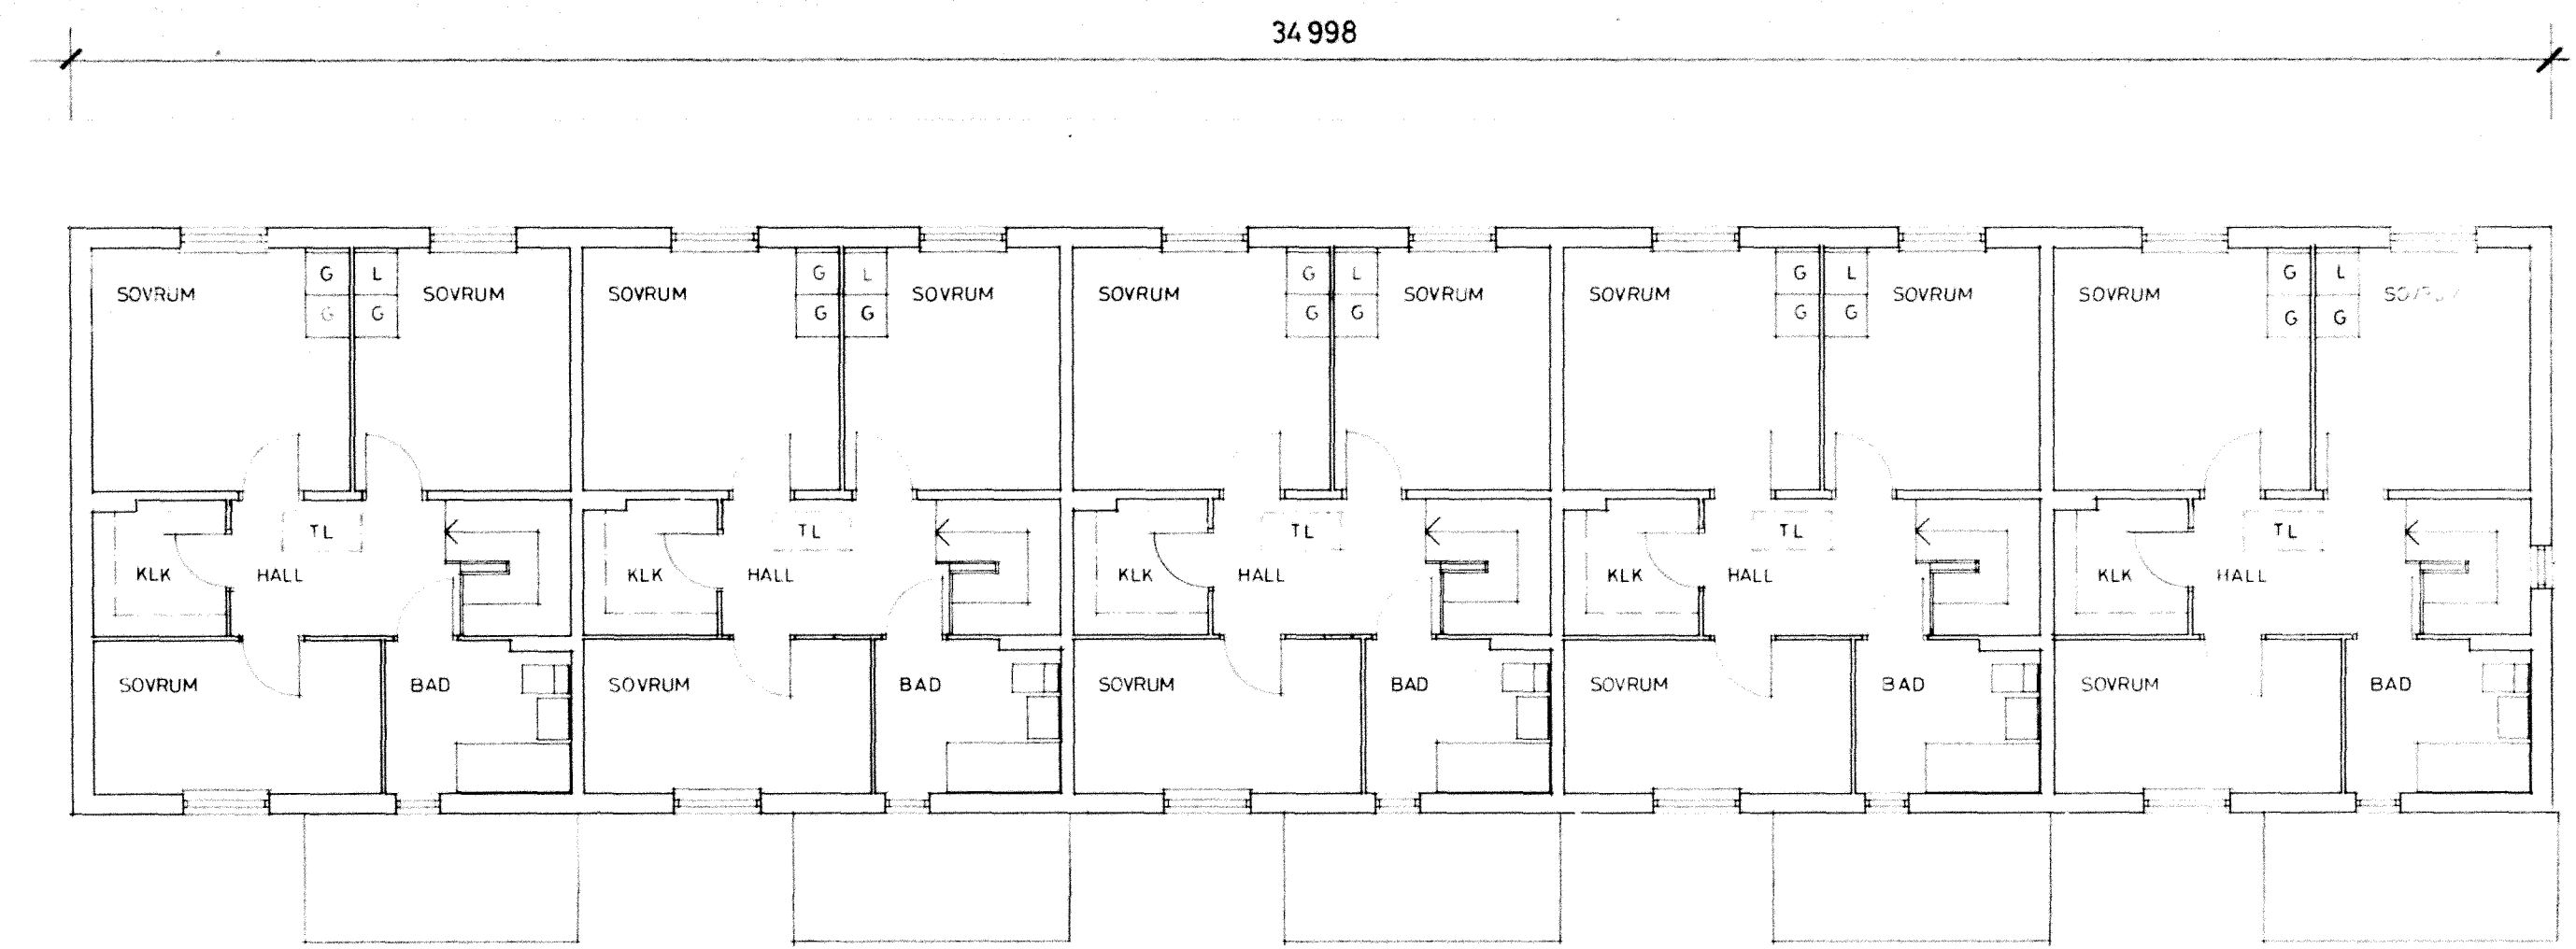 34 998
G L G L G L G L G L
SOVRUM SOVRUM SOVRUM SOVRUM SOVRUM SOVRUM SOVRUM SOVRUM SOVRUM SOVRUM
G G G G G G G G G G
TL TL TL TL TL
KLK HALL KLK HALL KLK HALL KLK HALL KLK HALL
SOVRUM BAD SOVRUM BAD SOVRUM BAD SOVRUM BAD SOVRUM BAD